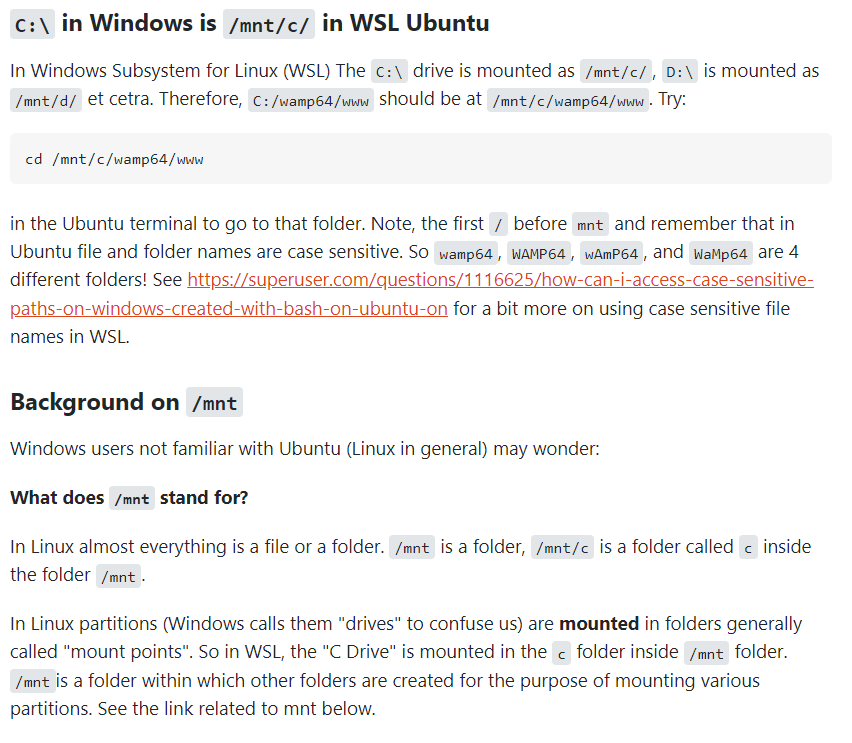 C:\ in Windows is /mnt/c/ in WSL Ubuntu
In Windows Subsystem for Linux (WSL) The C:\ drive is mounted as /mnt/c/, D:\ is mounted as
/mnt/d/ et cetra. Therefore, C:/wamp64/www should be at /mnt/c/wamp64/www. Try:
cd /mnt/c/wamp64/www
in the Ubuntu terminal to go to that folder. Note, the first / before mnt and remember that in
Ubuntu file and folder names are case sensitive. So wamp64, WAMP64, wAmP64, and WaMp64 are 4
different folders! See https://superuser.com/questions/1116625/how-can-i-access-case-sensitive-
paths-on-windows-created-with-bash-on-ubuntu-on for a bit more on using case sensitive file
names in WSL.
Background on /mnt
Windows users not familiar with Ubuntu (Linux in general) may wonder:
What does /mnt stand for?
In Linux almost everything is a file or a folder. /mnt is a folder, /mnt/c is a folder called c inside
the folder /mnt.
In Linux partitions (Windows calls them "drives" to confuse us) are mounted in folders generally
called "mount points". So in WSL, the "C Drive" is mounted in the c folder inside /mnt folder.
/mnt is a folder within which other folders are created for the purpose of mounting various
partitions. See the link related to mnt below.